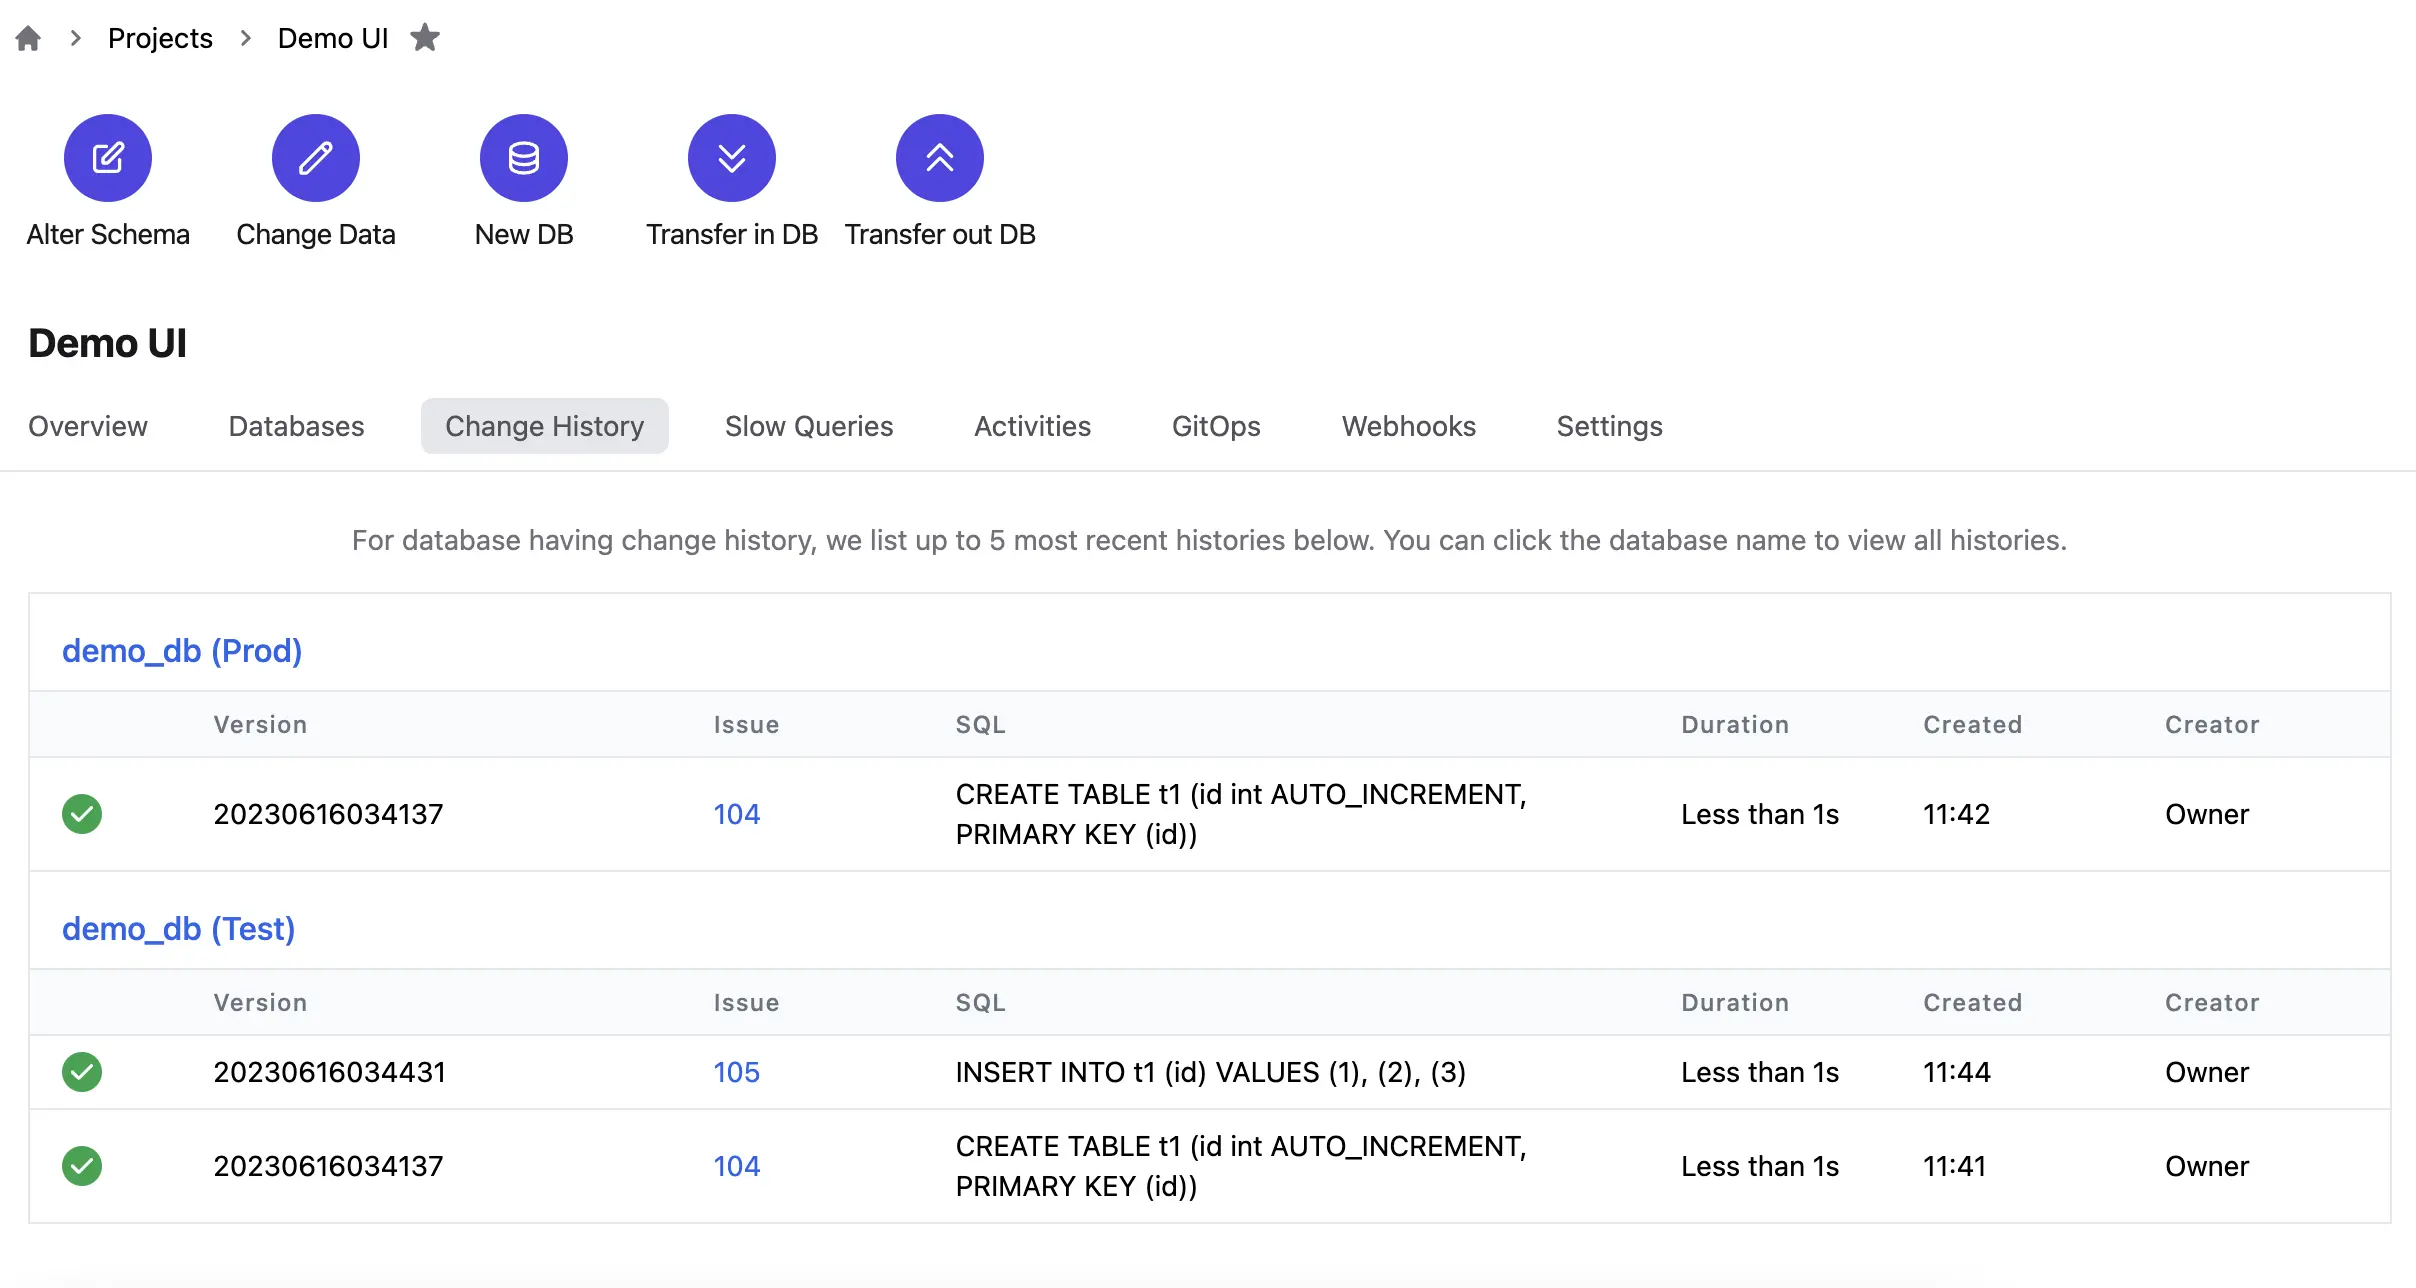 Projects > Demo UI
Alter Schema Change Data New DB Transfer in DB Transfer out DB
Demo UI
Overview Databases Change History Slow Queries Activities GitOps Webhooks Settings
For database having change history, we list up to 5 most recent histories below. You can click the database name to view all histories.
demo_db (Prod)
Version Issue SQL Duration Created Creator
20230616034137 104 CREATE TABLE t1 (id int AUTO_INCREMENT, Less than 1s 11:42 Owner
PRIMARY KEY (id))
demo_db (Test)
Version Issue SQL Duration Created Creator
20230616034431 105 INSERT INTO t1 (id) VALUES (1), (2), (3) Less than 1s 11:44 Owner
20230616034137 104 CREATE TABLE t1 (id int AUTO_INCREMENT, Less than 1s 11:41 Owner
PRIMARY KEY (id))